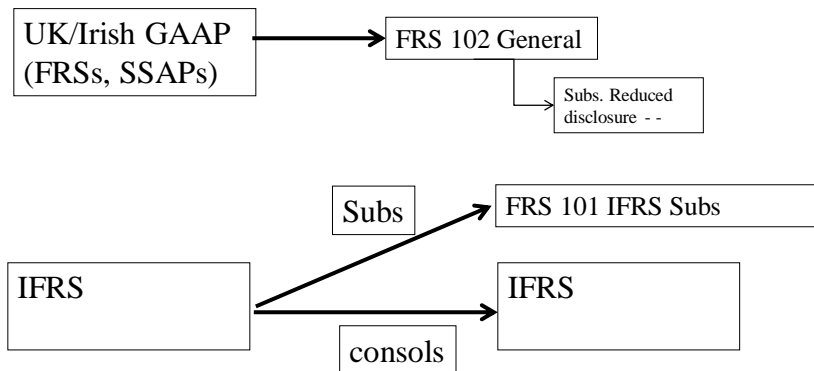 UK/Irish GAAP
(FRSs, SSAPs)
FRS 102 General
Subs. Reduced
disclosure - -
Subs
FRS 101 IFRS Subs
IFRS
IFRS
consols